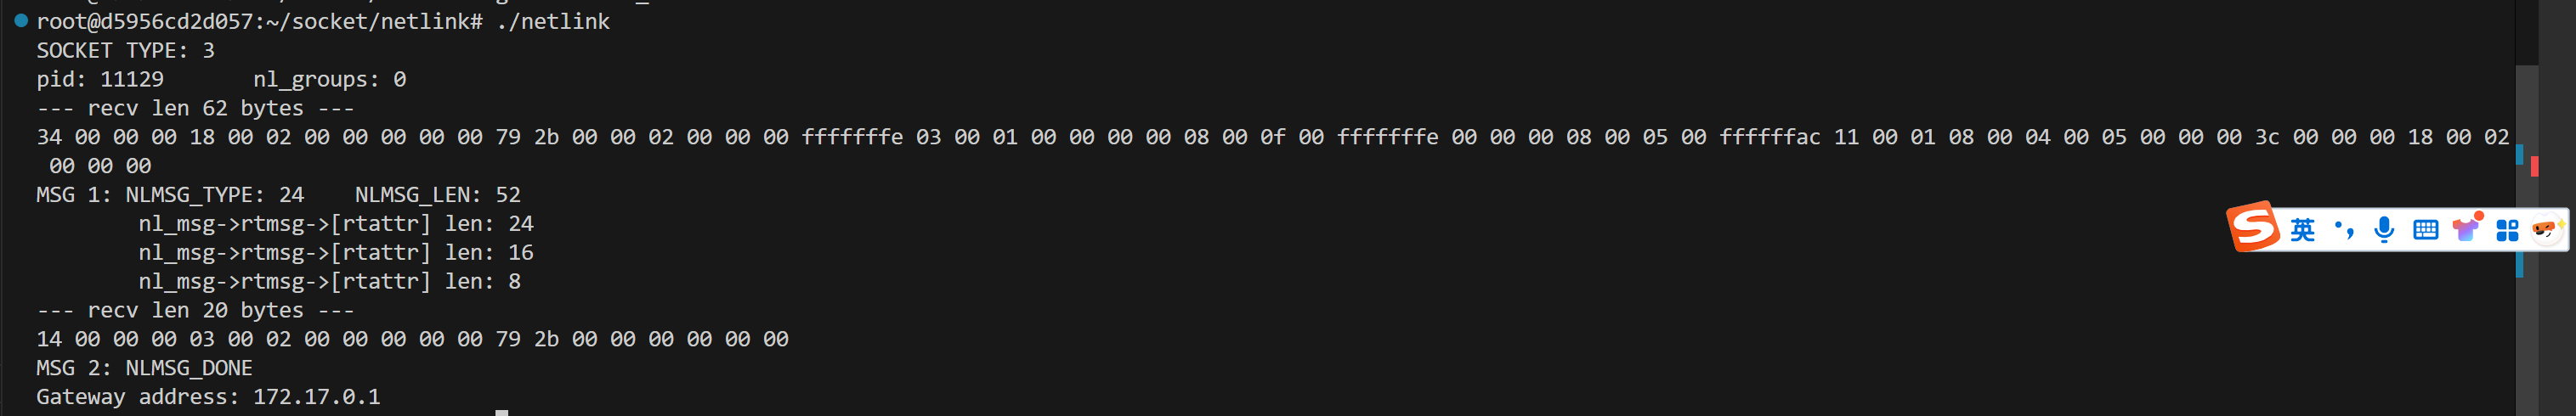 root@d5956cd2d057:~/socket/netlink# ./netlink
SOCKET TYPE: 3
pid: 11129       nl_groups: 0
--- recv len 62 bytes ---
34 00 00 00 18 00 02 00 00 00 00 00 79 2b 00 00 02 00 00 00 fffffffe 03 00 01 00 00 00 00 08 00 0f 00 fffffffe 00 00 00 08 00 05 00 ffffffac 11 00 01 08 00 04 00 05 00 00 00 3c 00 00 00 18 00 02
 00 00 00
MSG 1: NLMSG_TYPE: 24    NLMSG_LEN: 52
        nl_msg->rtmsg->[rtattr] len: 24
英
        nl_msg->rtmsg->[rtattr] len: 16
        nl_msg->rtmsg->[rtattr] len: 8
--- recv len 20 bytes ---
14 00 00 00 03 00 02 00 00 00 00 00 79 2b 00 00 00 00 00 00
MSG 2: NLMSG_DONE
Gateway address: 172.17.0.1